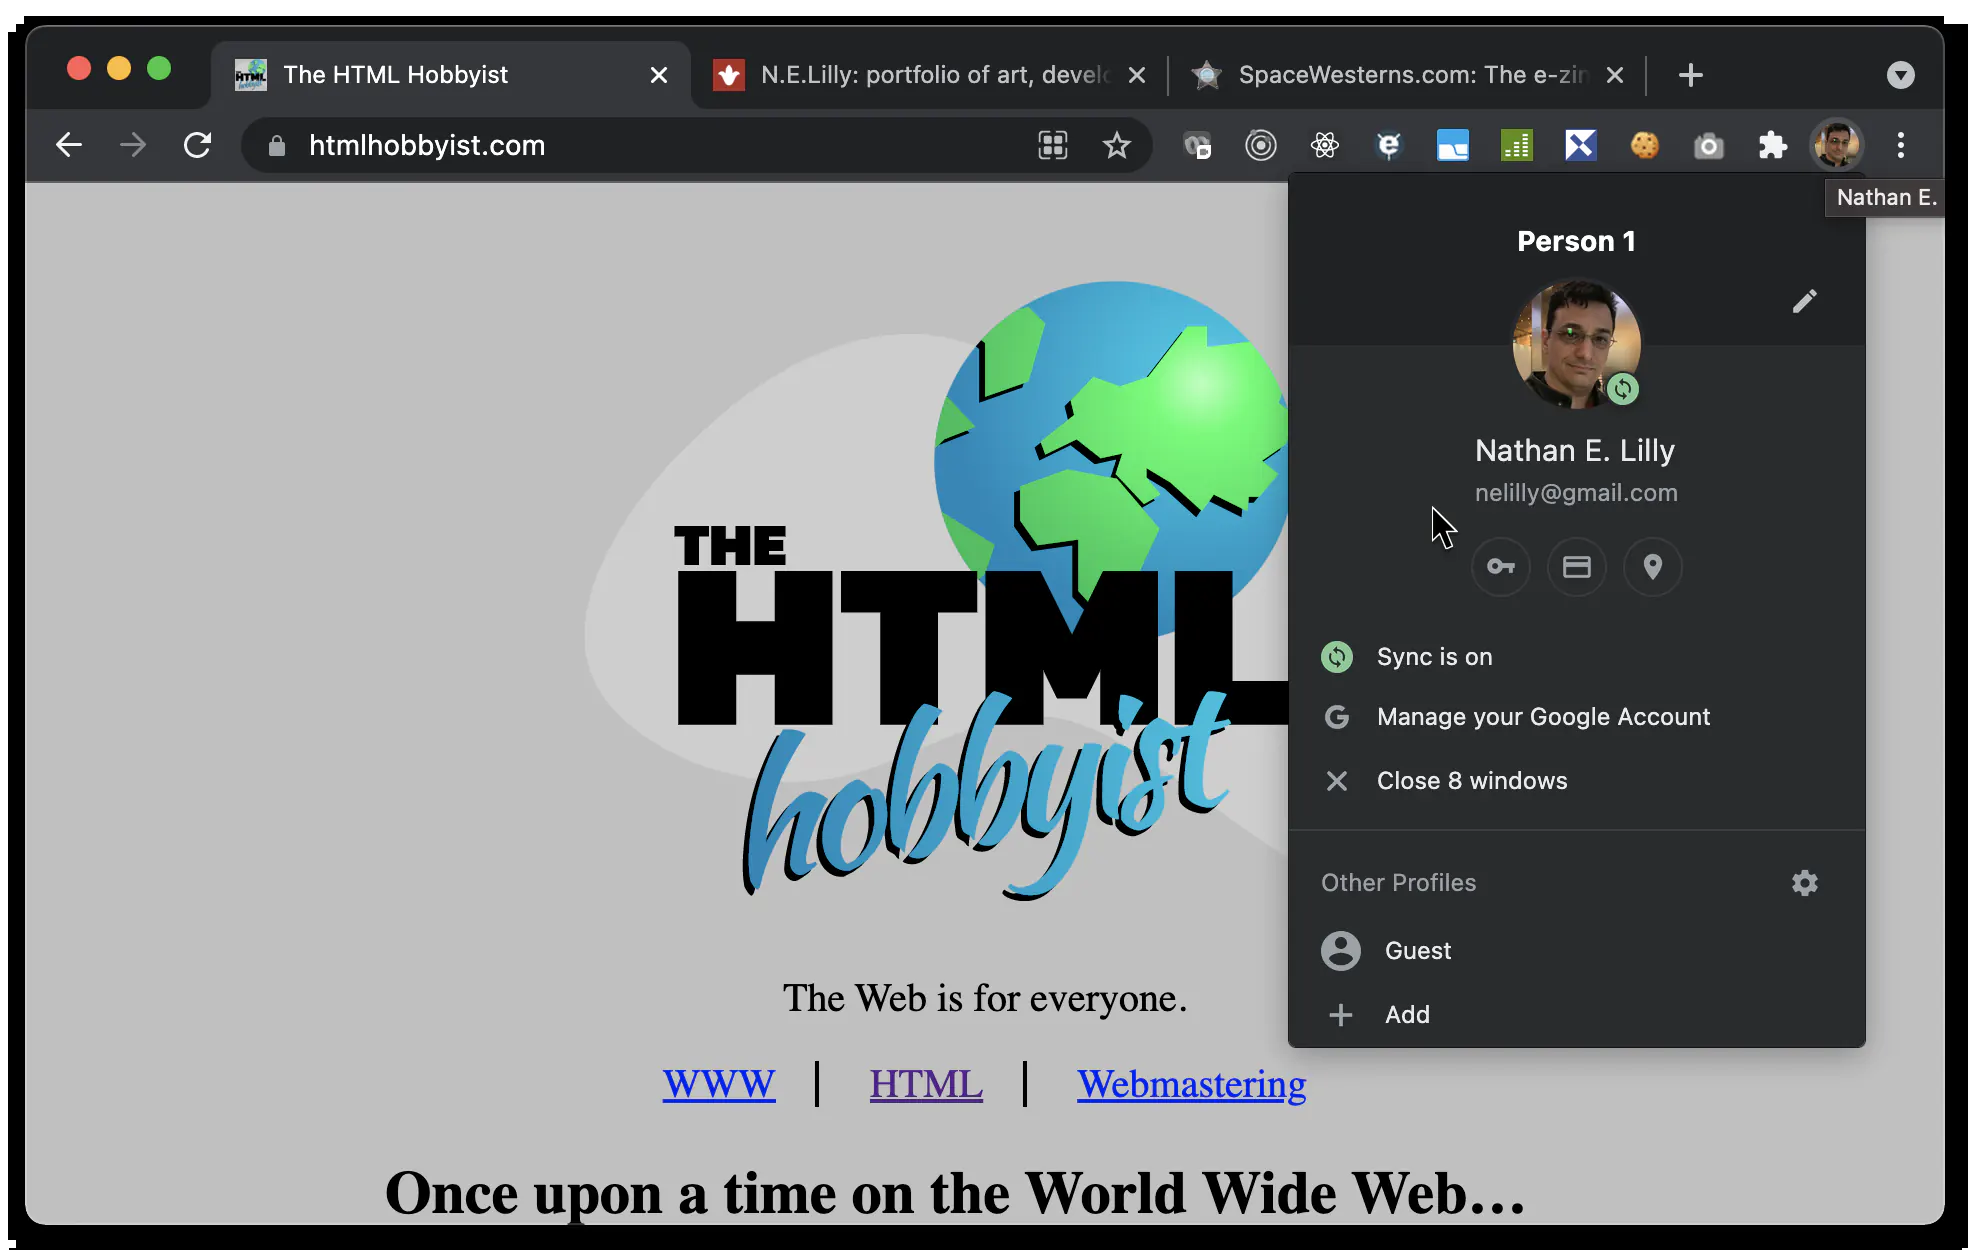 The HTML Hobbyist
N.E.Lilly: portfolio of art, develo
SpaceWesterns.com: The e-zin
htmlhobbyist.com
Nathan E.
Person 1
Nathan E. Lilly
nelilly@gmail.com
Sync is on
G Manage your Google Account
Close 8 windows
Other Profiles
Guest
Add
THE
HTML
hobbyist
The Web is for everyone.
WWW | HTML | Webmastering
Once upon a time on the World Wide Web...